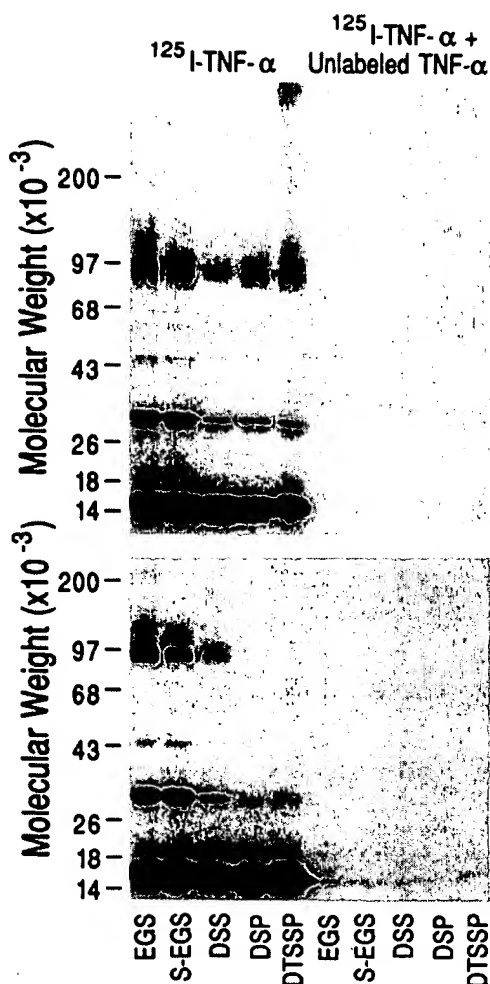 125I-TNF-α
125I-TNF-α +
Unlabeled TNF-α
Molecular Weight (x10-3)
200
97
68
43
26
18
14
Molecular Weight (x10-3)
200
97
68
43
26
18
14
EGS
S-EGS
DSS
DSP
DTSSP
EGS
S-EGS
DSS
DSP
DTSSP